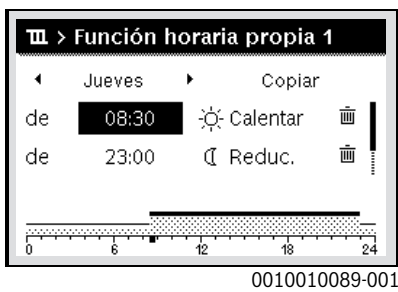 > Función horaria propia 1
Jueves Copiar
de 08:30 Calentar
de 23:00 Reduc.
0 6 12 18 24
0010010089-001